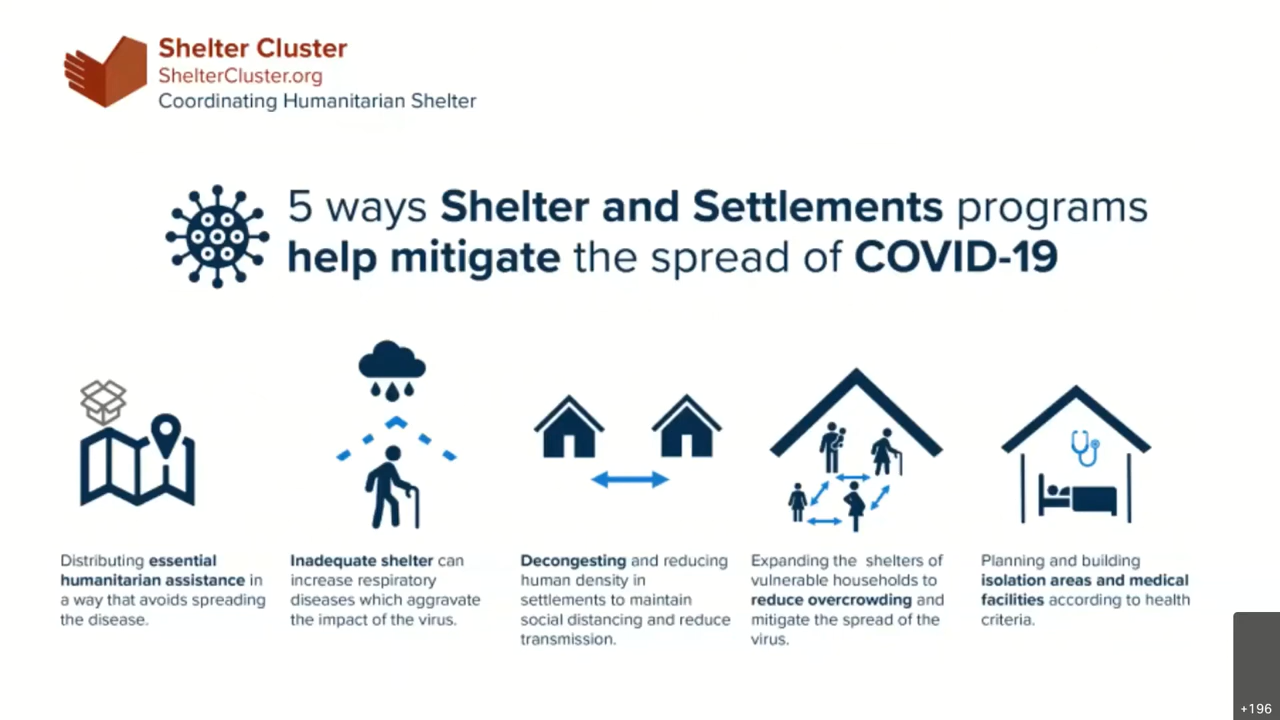 Shelter Cluster
ShelterCluster.org
Coordinating Humanitarian Shelter
5 ways Shelter and Settlements programs
help mitigate the spread of COVID-19
Distributing essential
humanitarian assistance in
a way that avoids spreading
the disease.
Inadequate shelter can
increase respiratory
diseases which aggravate
the impact of the virus.
Decongesting and reducing
human density in
settlements to maintain
social distancing and reduce
transmission.
Expanding the shelters of
vulnerable households to
reduce overcrowding and
mitigate the spread of the
virus.
Planning and building
isolation areas and medical
facilities according to health
criteria.
+196